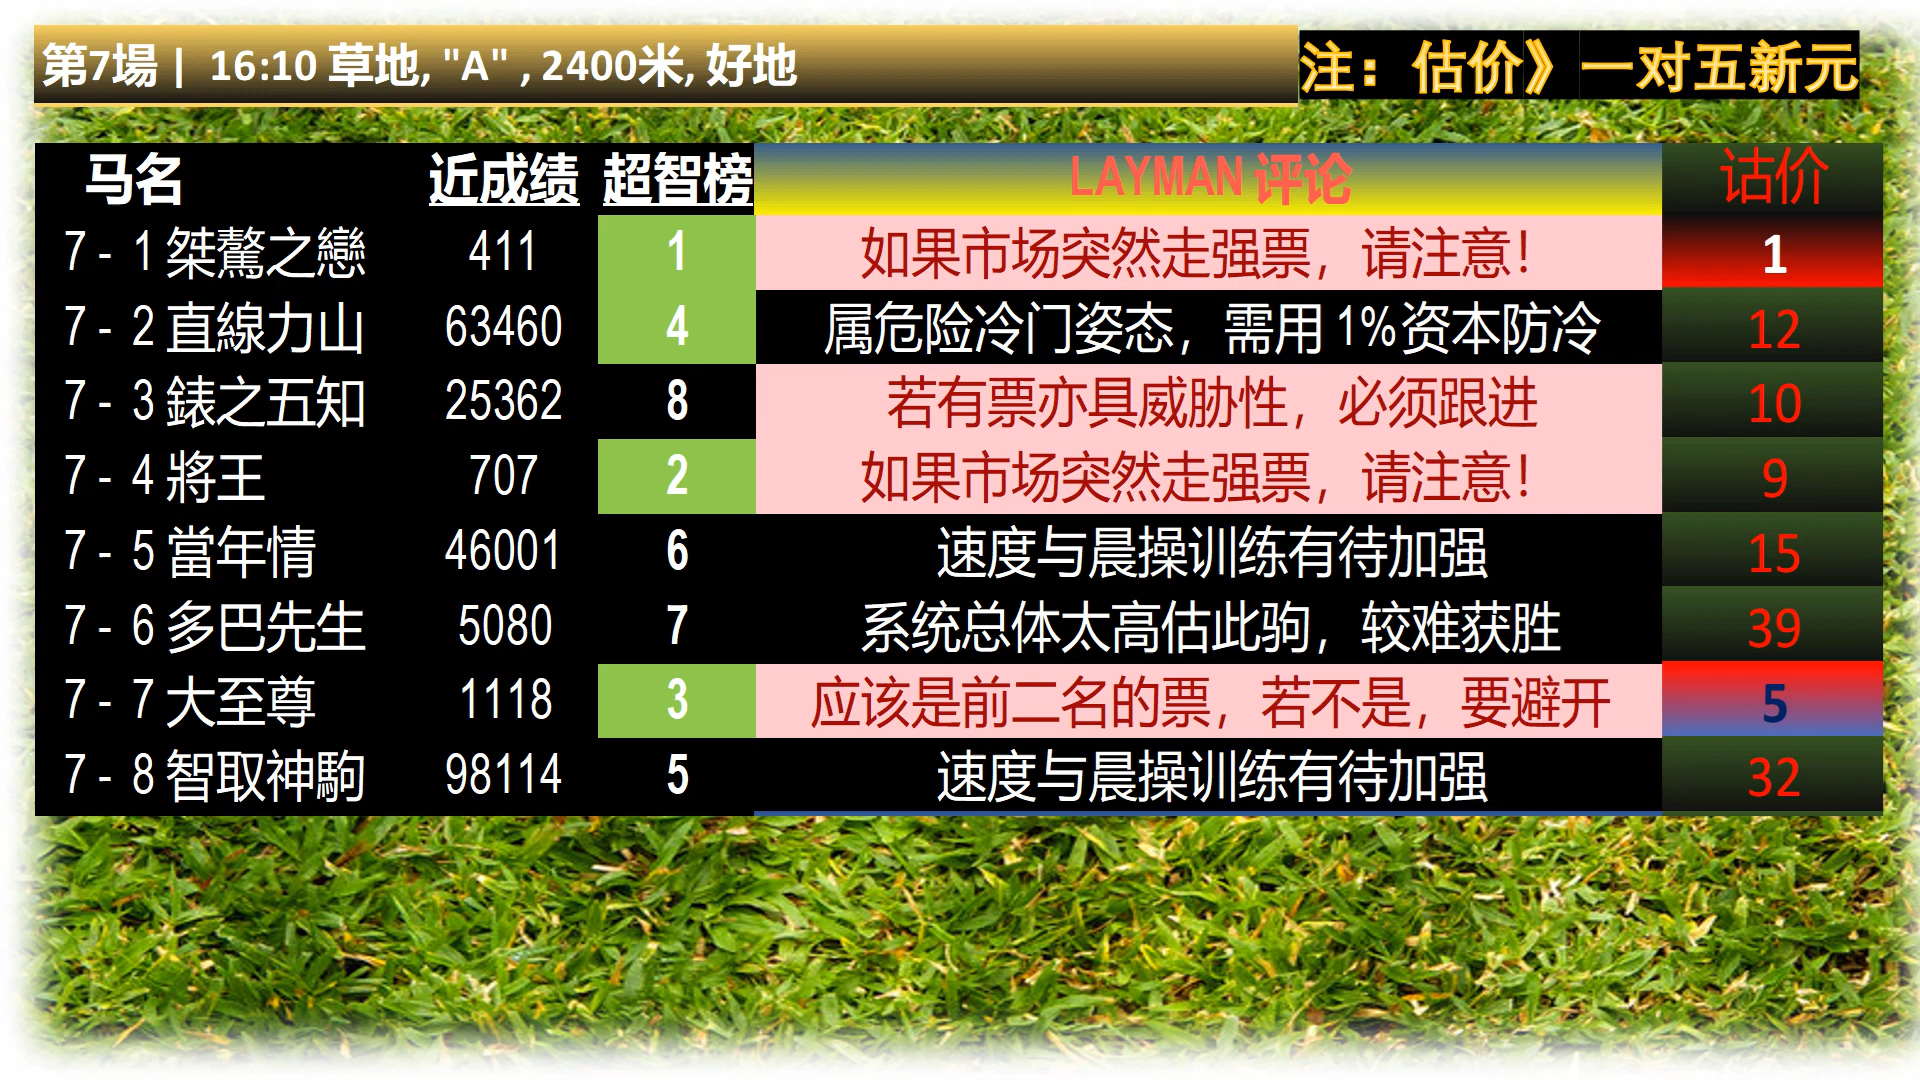 第7場 | 16:10 草地, "A" , 2400米, 好地
注：估价》一对五新元
马名 近成绩 超智榜 LAYMAN 评论 诂价
7 - 1 桀驁之戀 411 1 如果市场突然走强票，请注意！ 1
7 - 2 直線力山 63460 4 属危险冷门姿态，需用 1% 资本防冷 12
7 - 3 錶之五知 25362 8 若有票亦具威胁性，必须跟进 10
7 - 4 將王 707 2 如果市场突然走强票，请注意！ 9
7 - 5 當年情 46001 6 速度与晨操训练有待加强 15
7 - 6 多巴先生 5080 7 系统总体太高估此驹，较难获胜 39
7 - 7 大至尊 1118 3 应该是前二名的票，若不是，要避开 5
7 - 8 智取神駒 98114 5 速度与晨操训练有待加强 32